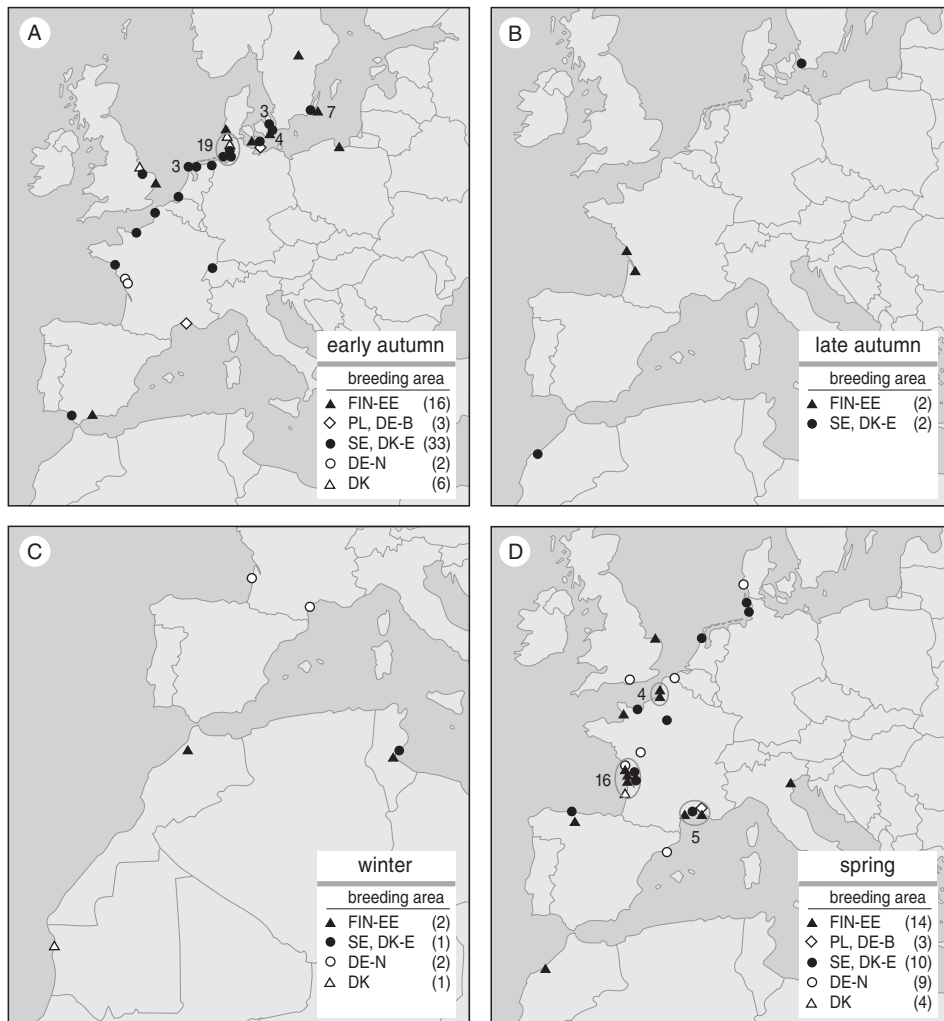 A
3
7
4
19
3
early autumn
breeding area
FIN-EE (16)
PL, DE-B (3)
SE, DK-E (33)
DE-N (2)
DK (6)
B
late autumn
breeding area
FIN-EE (2)
SE, DK-E (2)
C
winter
breeding area
FIN-EE (2)
SE, DK-E (1)
DE-N (2)
DK (1)
D
4
16
5
spring
breeding area
FIN-EE (14)
PL, DE-B (3)
SE, DK-E (10)
DE-N (9)
DK (4)